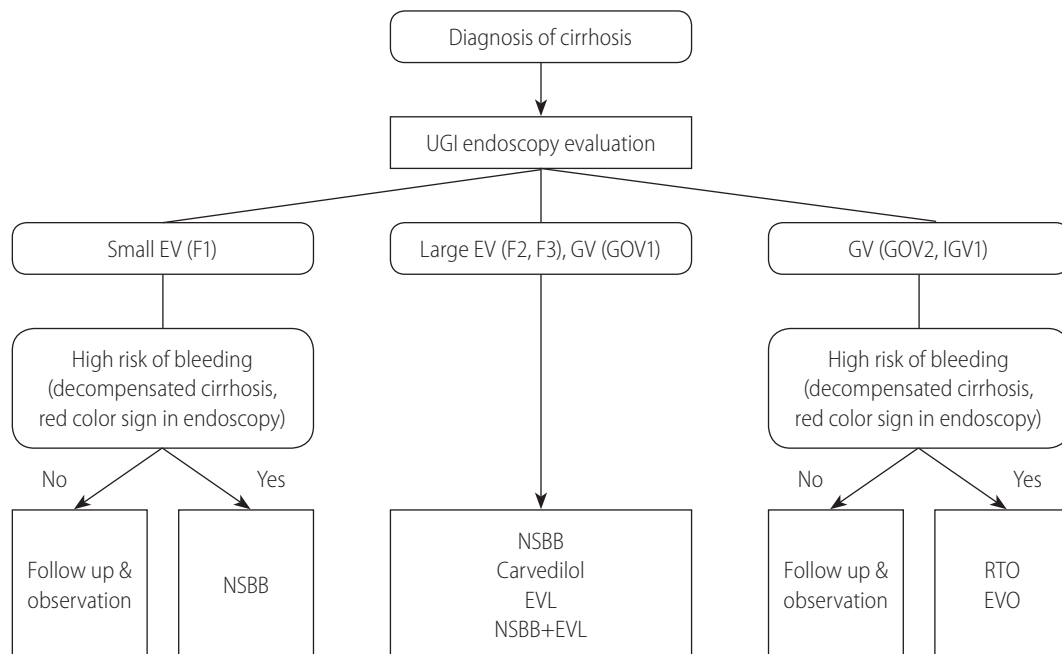 Diagnosis of cirrhosis
UGI endoscopy evaluation
Small EV (F1)
Large EV (F2, F3), GV (GOV1)
GV (GOV2, IGV1)
High risk of bleeding
(decompensated cirrhosis,
red color sign in endoscopy)
High risk of bleeding
(decompensated cirrhosis,
red color sign in endoscopy)
No
Yes
No
Yes
Follow up &
observation
NSBB
NSBB
Carvedilol
EVL
NSBB+EVL
Follow up &
observation
RTO
EVO